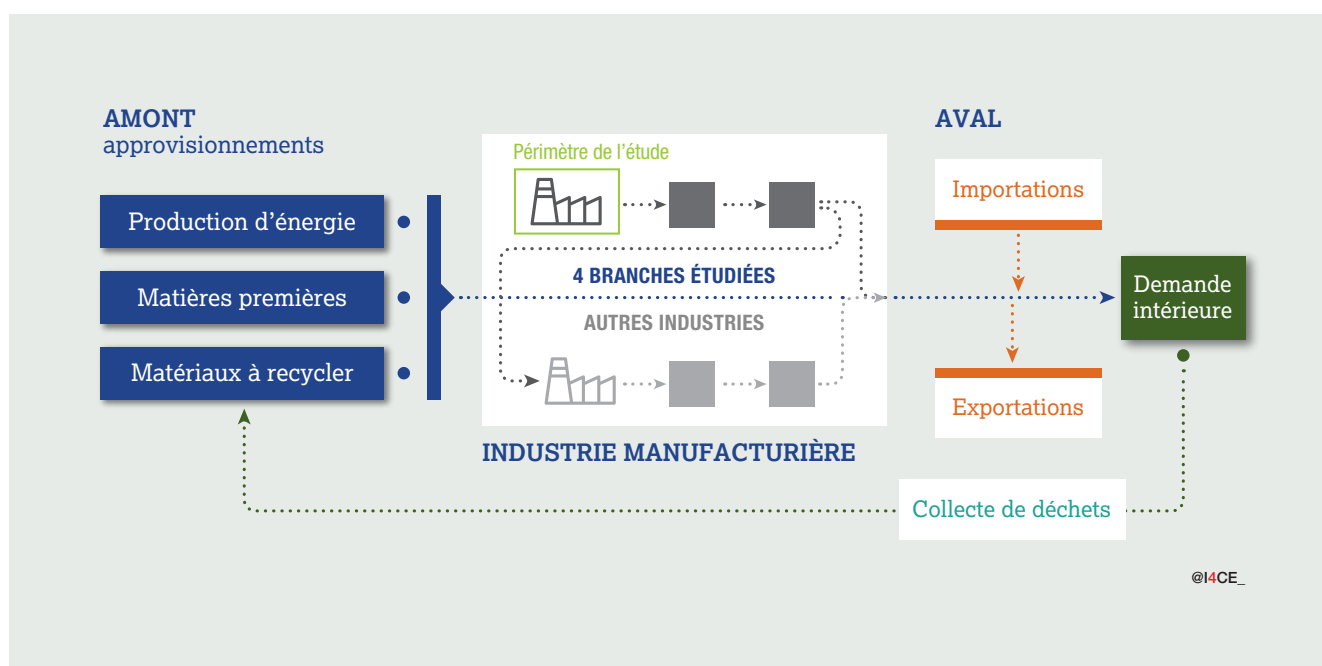 AMONT
approvisionnements
Production d’énergie
Matières premières
Matériaux à recycler
Périmètre de l’étude
4 BRANCHES ÉTUDIÉES
AUTRES INDUSTRIES
INDUSTRIE MANUFACTURIÈRE
AVAL
Importations
Exportations
Demande
intérieure
Collecte de déchets
@I4CE_